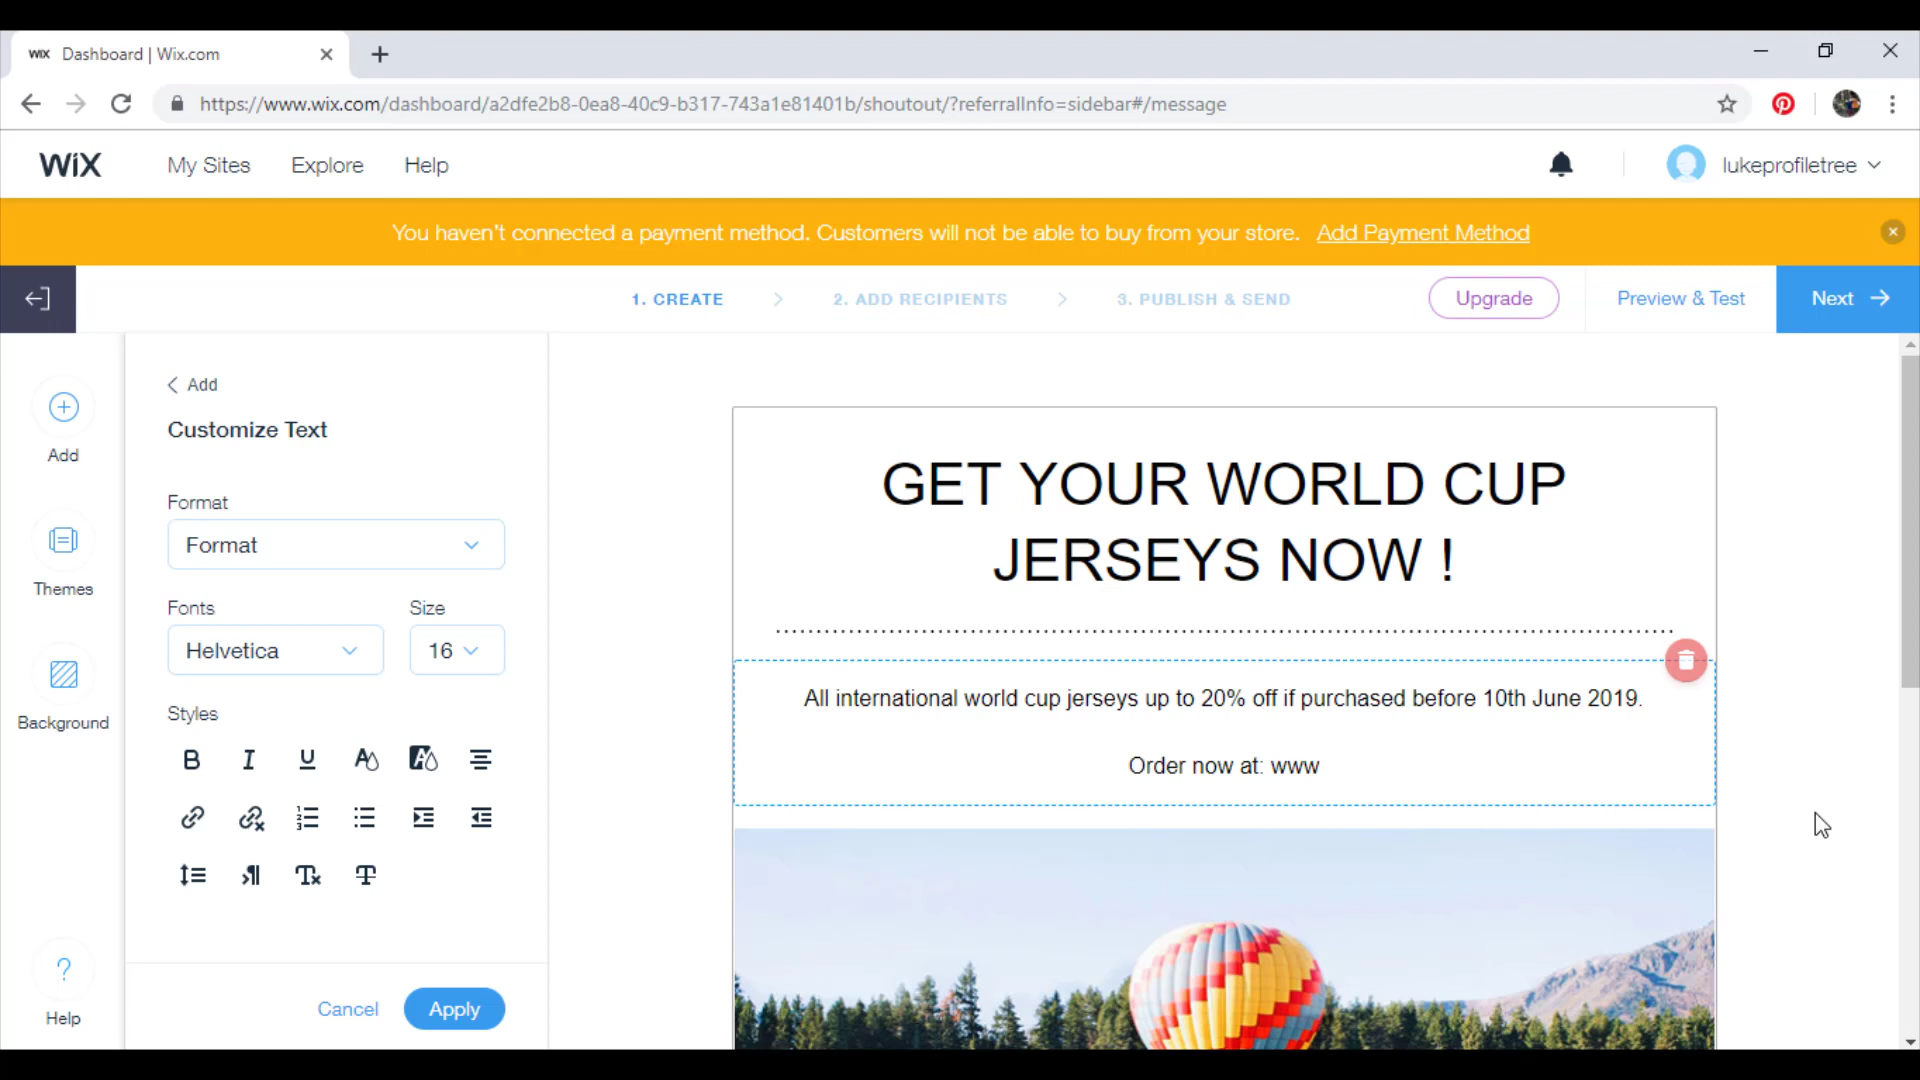 WiX Dashboard | Wix.com
https://www.wix.com/dashboard/a2dfe2b8-0ea8-40c9-b317-743a1e81401b/shoutout/?referralInfo=sidebar#/message
WiX My Sites Explore Help lukeprofiletree
You haven't connected a payment method. Customers will not be able to buy from your store. Add Payment Method
1. CREATE 2. ADD RECIPIENTS 3. PUBLISH & SEND Upgrade Preview & Test Next
Add
Themes
Background
Help
Add
Customize Text
Format
Format
Fonts Size
Helvetica 16
Styles
Cancel Apply
GET YOUR WORLD CUP
JERSEYS NOW !
All international world cup jerseys up to 20% off if purchased before 10th June 2019.
Order now at: www